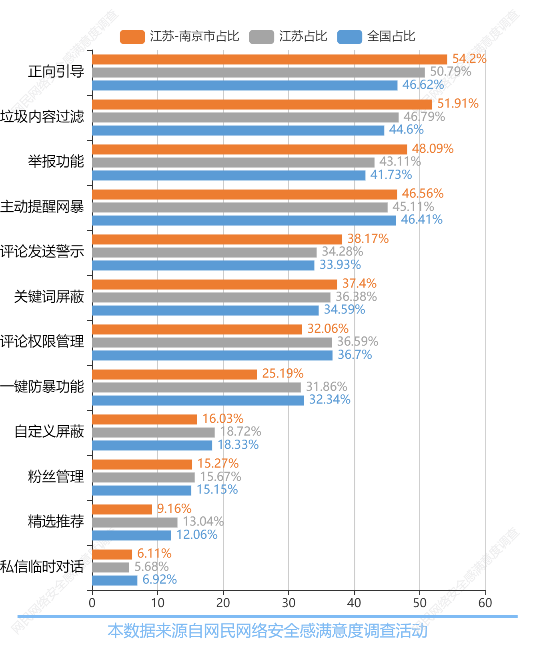 江苏-南京市占比 江苏占比 全国占比
正向引导 54.2% 50.79% 46.62%
垃圾内容过滤 51.91% 46.79% 44.6%
举报功能 48.09% 43.11% 41.73%
主动提醒网暴 46.56% 45.11% 46.41%
评论发送警示 38.17% 34.28% 33.93%
关键词屏蔽 37.4% 36.38% 34.59%
评论权限管理 32.06% 36.59% 36.7%
一键防暴功能 25.19% 31.86% 32.34%
自定义屏蔽 16.03% 18.72% 18.33%
粉丝管理 15.27% 15.67% 15.15%
精选推荐 9.16% 13.04% 12.06%
私信临时对话 6.11% 5.68% 6.92%
0 10 20 30 40 50 60
本数据来源自网民网络安全感满意度调查活动